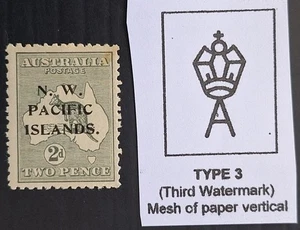 AUSTRALIA
POSTAGE
N. W.
PACIFIC
ISLANDS.
2d
TWO PENCE
A
TYPE 3
(Third Watermark)
Mesh of paper vertical